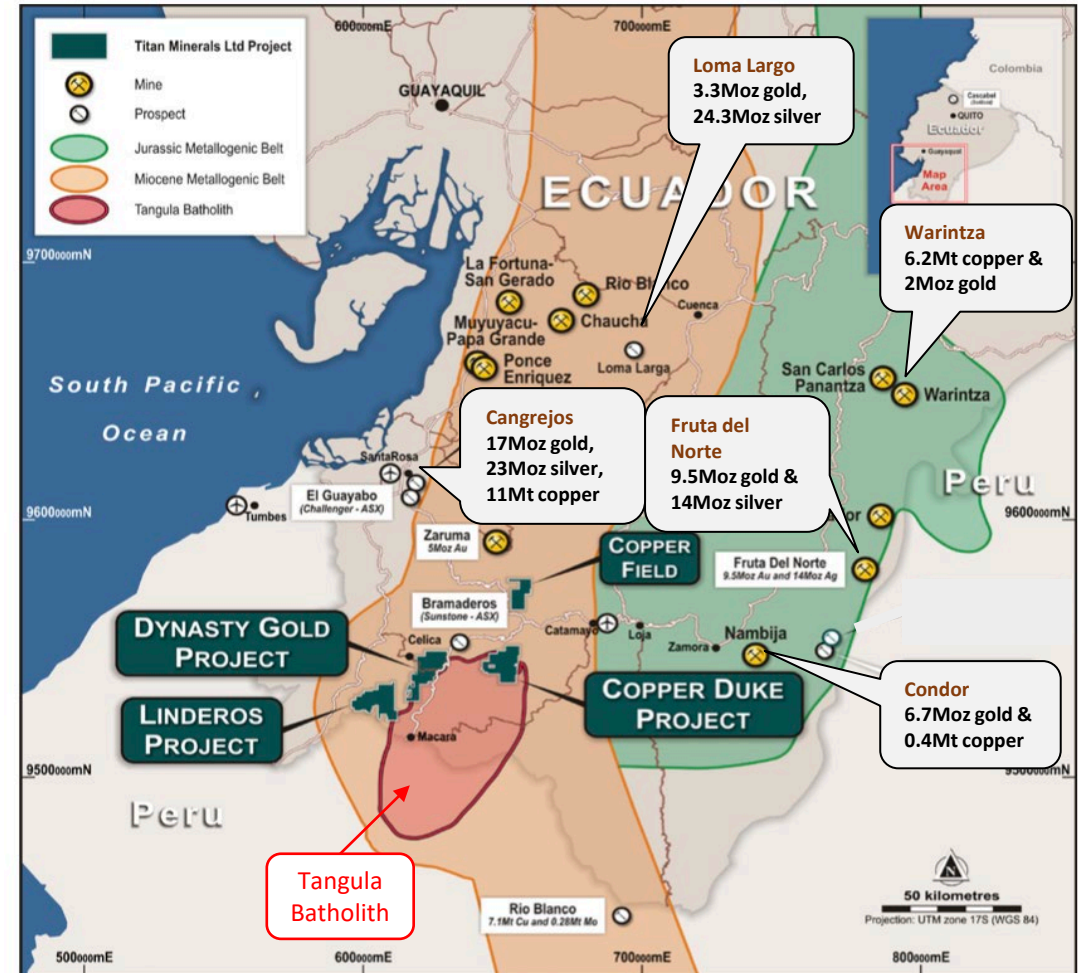 600000mE
700000mE
Titan Minerals Ltd Project
Mine
Prospect
Jurassic Metallogenic Belt
Miocene Metallogenic Belt
Tangula Batholith
GUAYAQUIL
Loma Largo
3.3Moz gold,
24.3Moz silver
Colombia
Cascabel
QUITO
Ecuador
Guayaquil
Map
Area
ECUADOR
Warintza
6.2Mt copper &
2Moz gold
9700000mN
La Fortuna-
San Gerado
Rio Blanco
Chaucha
Cuenca
Muyuyacu-
Papa Grande
Ponce
Enriquez
Loma Larga
San Carlos
Panantza
Warintza
South Pacific
Ocean
Cangrejos
17Moz gold,
23Moz silver,
11Mt copper
Fruta del
Norte
9.5Moz gold &
14Moz silver
Peru
SantaRosa
El Guayabo
(Challenger - ASX)
Tumbes
9600000mN
9600000mN
Zaruma
5Moz Au
COPPER
FIELD
Fruta Del Norte
9.5Moz Au and 14Moz Ag
Bramaderos
(Sunstone - ASX)
DYNASTY GOLD
PROJECT
Celica
Catamayo
Loja
Zamora
Nambija
LINDEROS
PROJECT
COPPER DUKE
PROJECT
Macara
Condor
6.7Moz gold &
0.4Mt copper
9500000mN
9500000mN
Peru
Tangula
Batholith
Rio Blanco
7.1Mt Cu and 0.28Mt Mo
N
50 kilometres
Projection: UTM zone 17S (WGS 84)
500000mE
600000mE
700000mE
800000mE